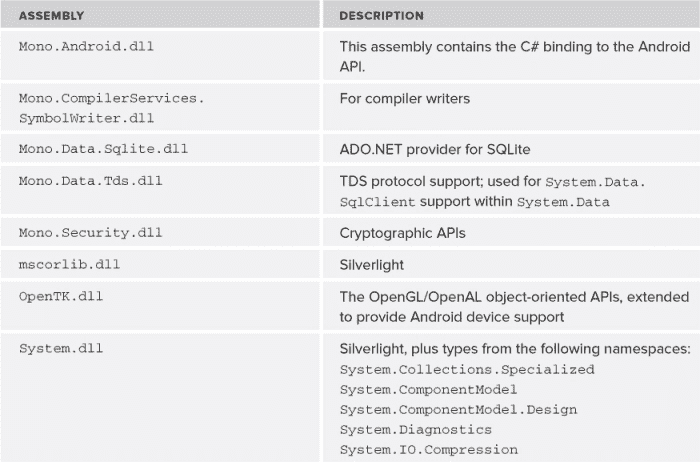 ASSEMBLY DESCRIPTION
Mono.Android.dll This assembly contains the C# binding to the Android
API.
Mono.CompilerServices. For compiler writers
SymbolWriter.dll
Mono.Data.Sqlite.dll ADO.NET provider for SQLite
Mono.Data.Tds.dll TDS protocol support; used for System.Data.
SqlClient support within System.Data
Mono.Security.dll Cryptographic APIs
mscorlib.dll Silverlight
OpenTK.dll The OpenGL/OpenAL object-oriented APIs, extended
to provide Android device support
System.dll Silverlight, plus types from the following namespaces:
System.Collections.Specialized
System.ComponentModel
System.ComponentModel.Design
System.Diagnostics
System.IO.Compression